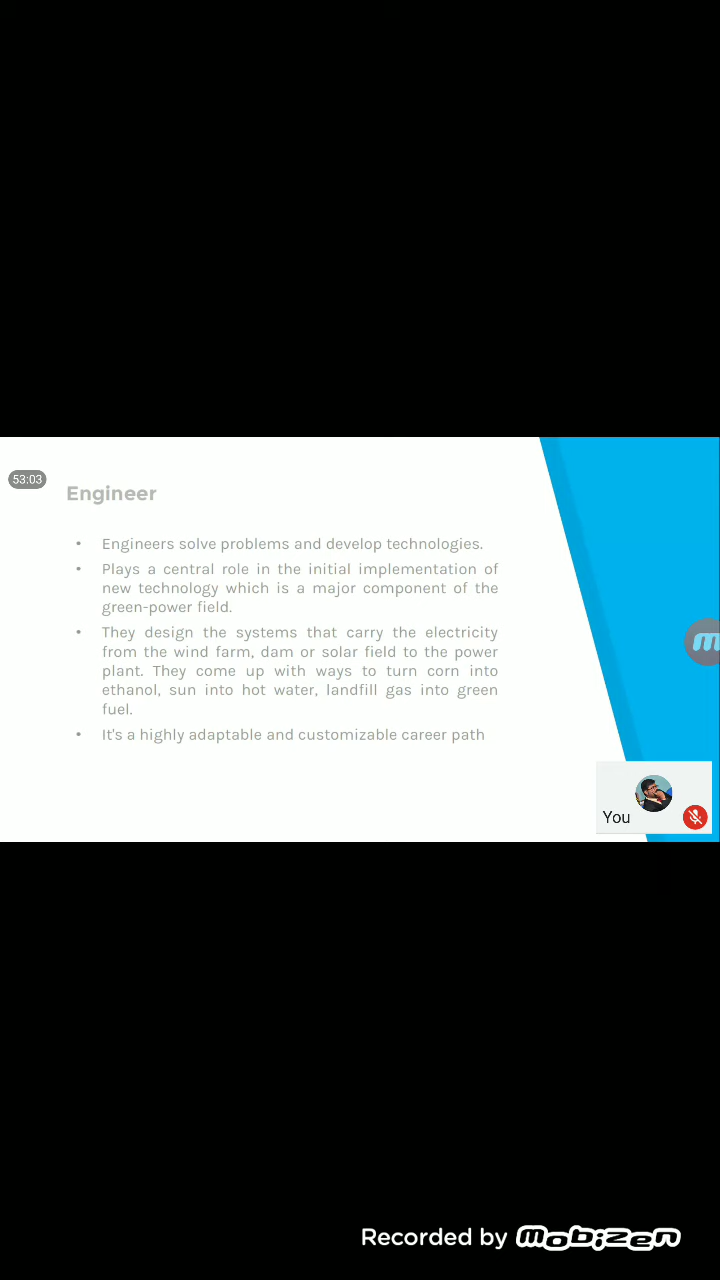 53:03
Engineer
• Engineers solve problems and develop technologies.
• Plays a central role in the initial implementation of
new technology which is a major component of the
green-power field.
• They design the systems that carry the electricity
from the wind farm, dam or solar field to the power
plant. They come up with ways to turn corn into
ethanol, sun into hot water, landfill gas into green
fuel.
• It's a highly adaptable and customizable career path
m
You
Recorded by mobizen